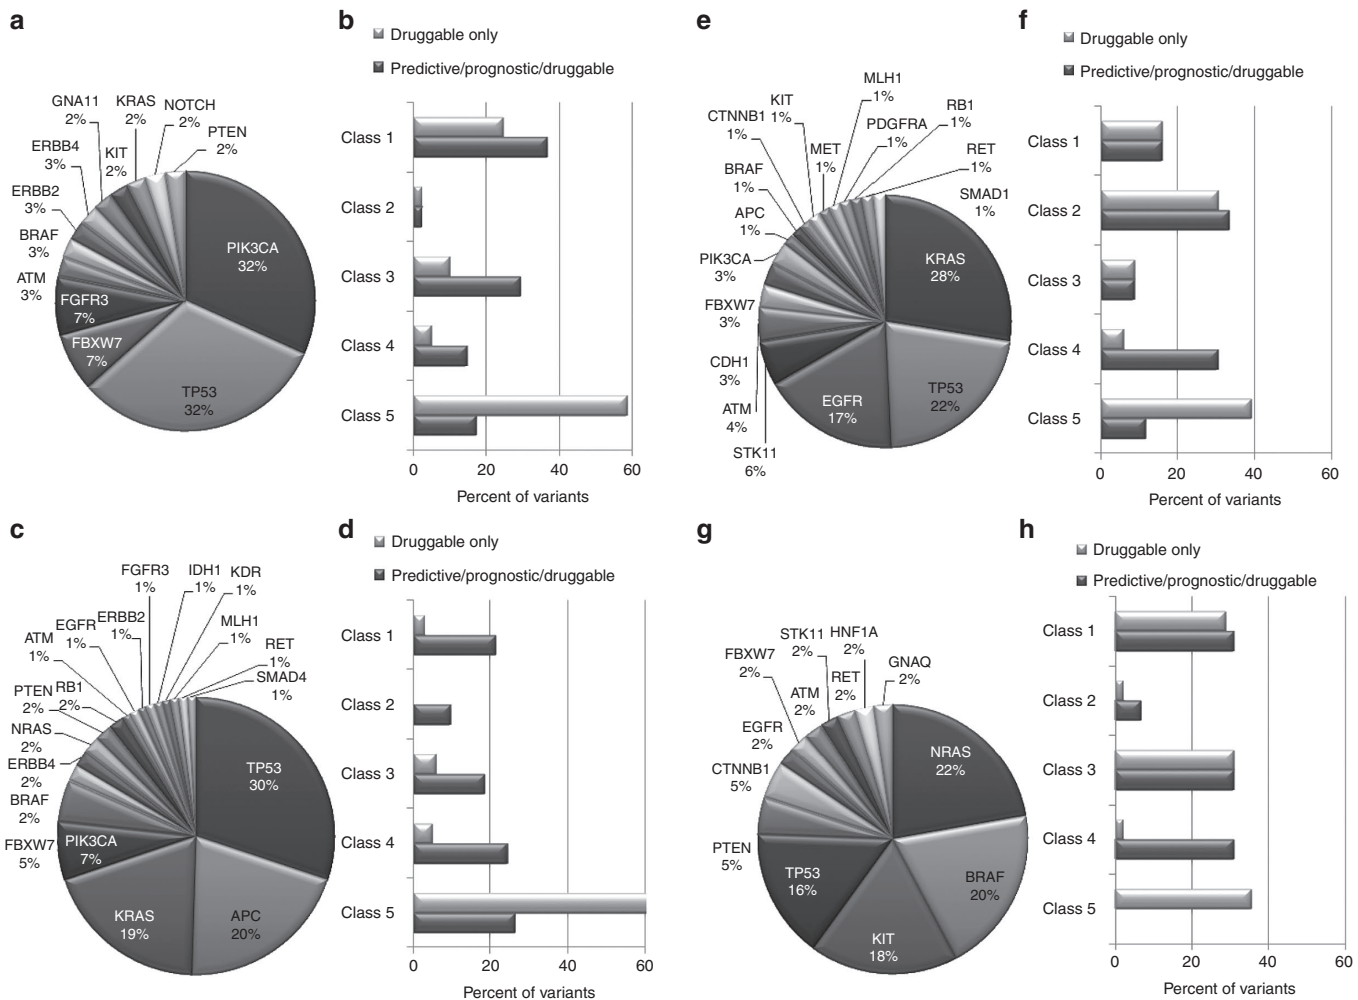 a
GNA11
2%
KRAS
2%
NOTCH
2%
PTEN
2%
ERBB4
3%
KIT
2%
ERBB2
3%
BRAF
3%
ATM
3%
FGFR3
7%
FBXW7
7%
PIK3CA
32%
TP53
32%
b
Druggable only
Predictive/prognostic/druggable
Class 1
Class 2
Class 3
Class 4
Class 5
0 20 40 60
Percent of variants
e
MLH1
1%
KIT
1%
RB1
1%
CTNNB1
1%
PDGFRA
1%
MET
1%
RET
1%
BRAF
1%
SMAD1
1%
APC
1%
PIK3CA
3%
FBXW7
3%
CDH1
3%
ATM
4%
STK11
6%
KRAS
28%
TP53
22%
EGFR
17%
f
Druggable only
Predictive/prognostic/druggable
Class 1
Class 2
Class 3
Class 4
Class 5
0 20 40 60
Percent of variants
c
FGFR3
1%
IDH1
1%
KDR
1%
ERBB2
1%
EGFR
1%
MLH1
1%
ATM
1%
RET
1%
SMAD4
1%
PTEN
2%
RB1
2%
NRAS
2%
ERBB4
2%
BRAF
2%
FBXW7
5%
PIK3CA
7%
TP53
30%
KRAS
19%
APC
20%
d
Druggable only
Predictive/prognostic/druggable
Class 1
Class 2
Class 3
Class 4
Class 5
0 20 40 60
Percent of variants
g
STK11
2%
HNF1A
2%
FBXW7
2%
GNAQ
2%
RET
2%
ATM
2%
EGFR
2%
CTNNB1
5%
PTEN
5%
NRAS
22%
BRAF
20%
TP53
16%
KIT
18%
h
Druggable only
Predictive/prognostic/druggable
Class 1
Class 2
Class 3
Class 4
Class 5
0 20 40 60
Percent of variants